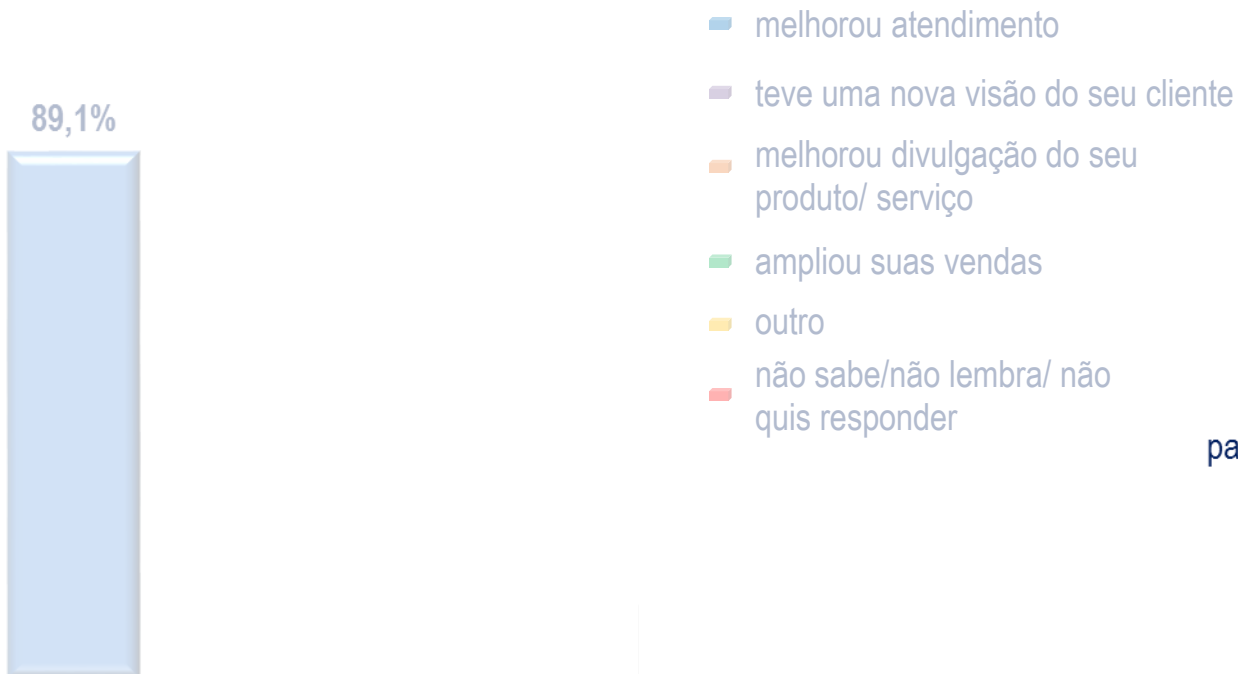 melhorou atendimento
teve uma nova visão do seu cliente
89,1%
melhorou divulgação do seu
produto/ serviço
ampliou suas vendas
outro
não sabe/não lembra/ não
quis responder
pa